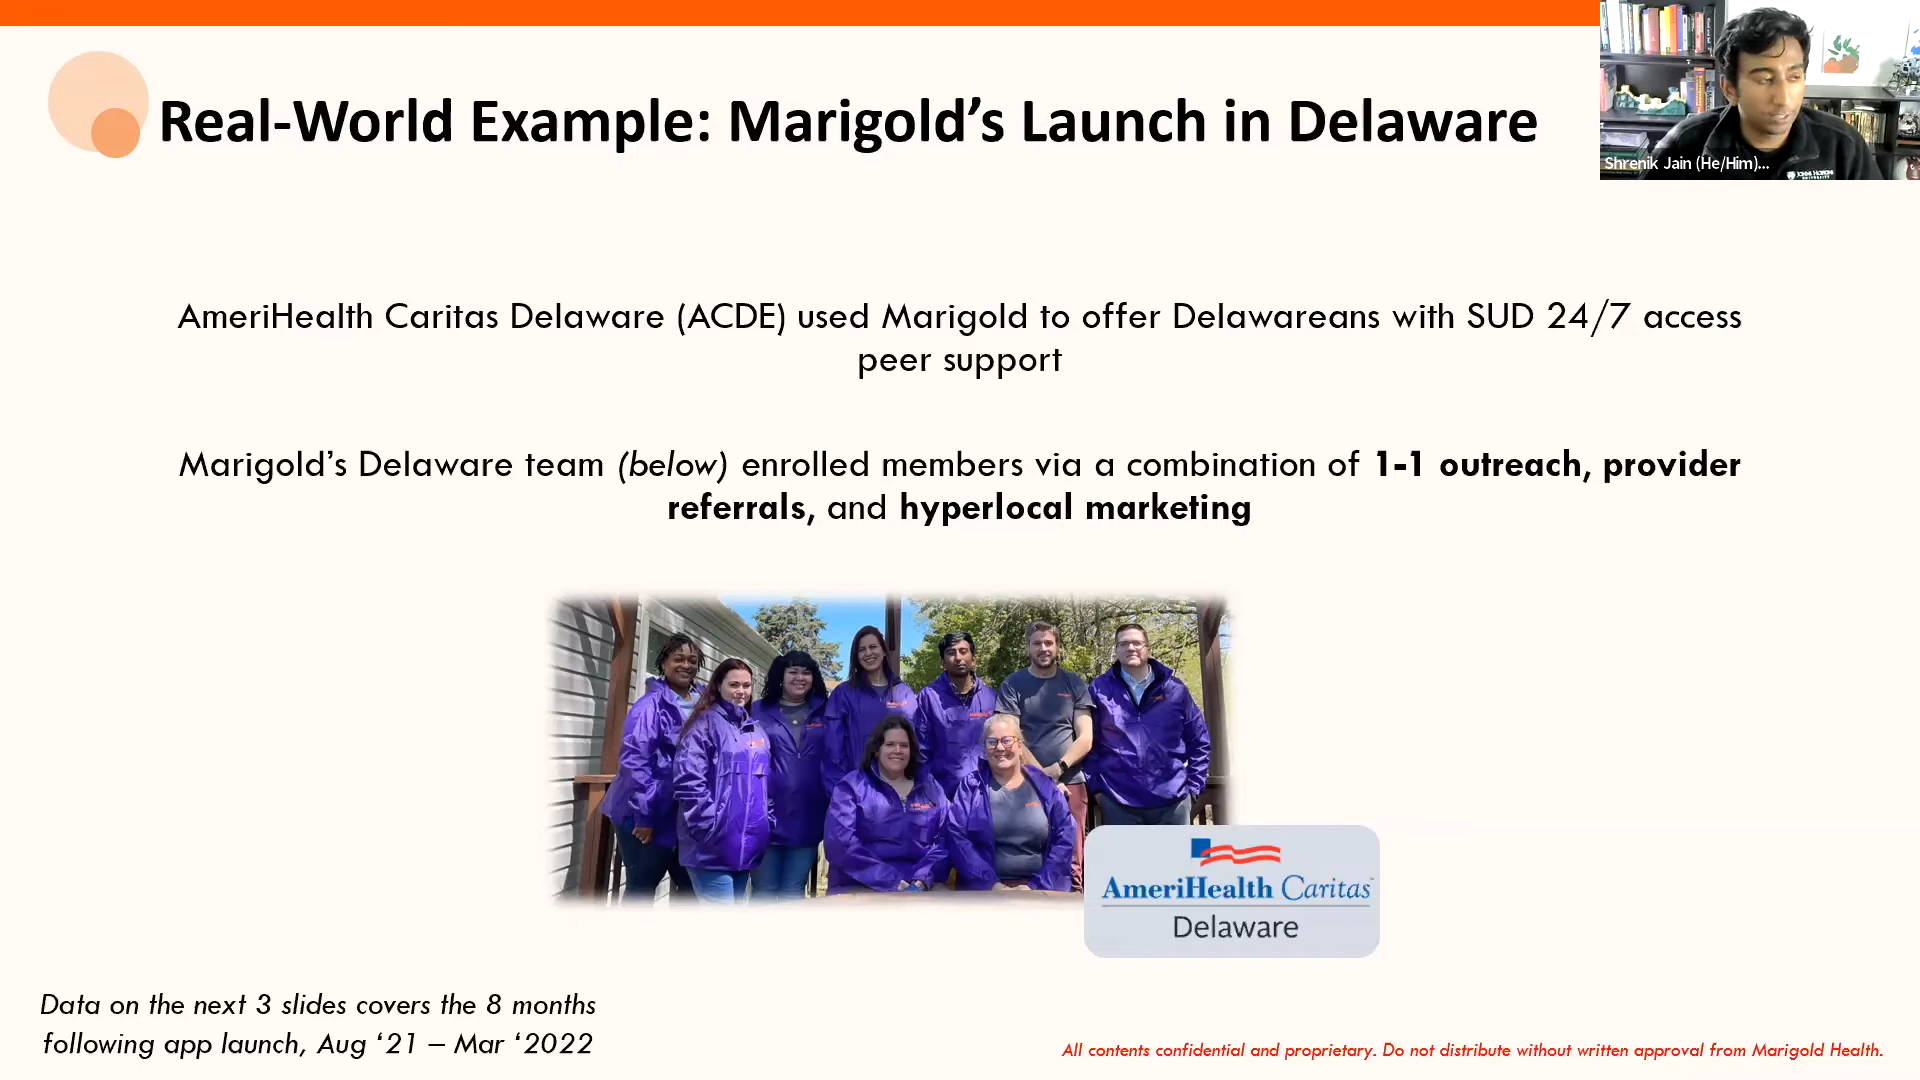 Real-World Example: Marigold’s Launch in Delaware
Shrenik Jain (He/Him)...
AmeriHealth Caritas Delaware (ACDE) used Marigold to offer Delawareans with SUD 24/7 access
peer support
Marigold’s Delaware team (below) enrolled members via a combination of 1-1 outreach, provider
referrals, and hyperlocal marketing
AmeriHealth Caritas
Delaware
Data on the next 3 slides covers the 8 months
following app launch, Aug ‘21 – Mar ‘2022
All contents confidential and proprietary. Do not distribute without written approval from Marigold Health.